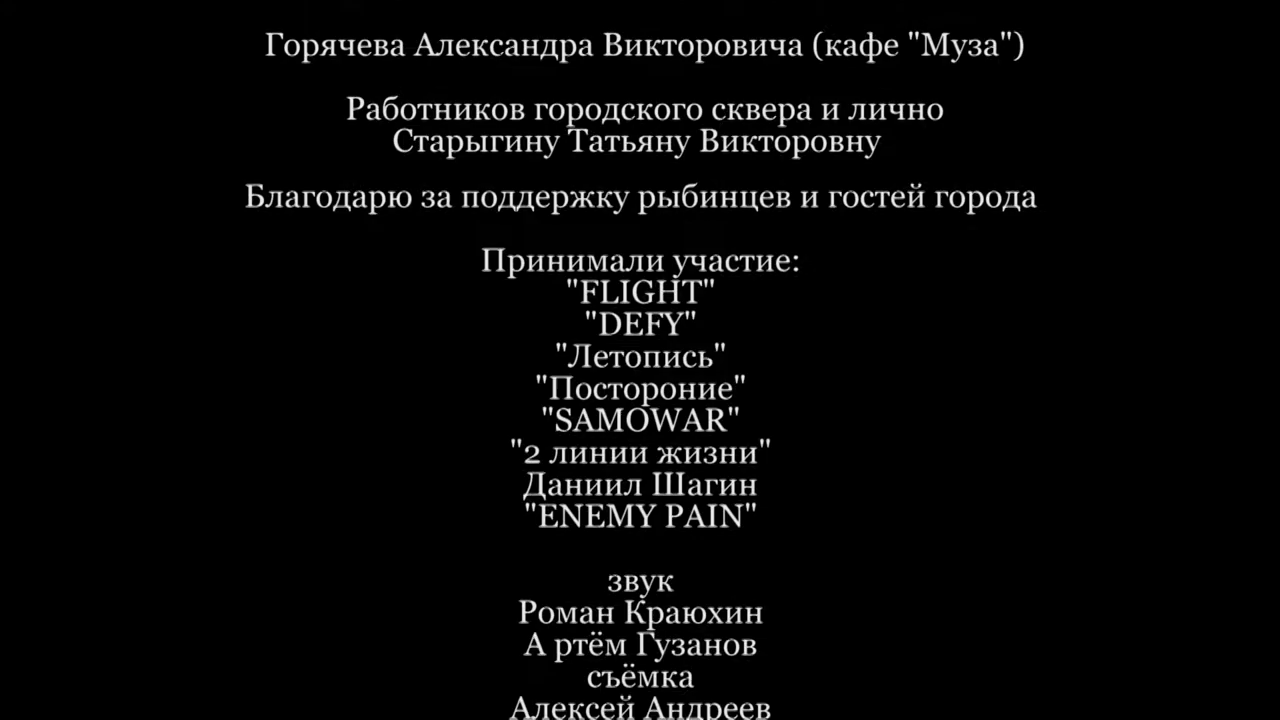 Горячева Александра Викторовича (кафе "Муза")
Работников городского сквера и лично
Старыгину Татьяну Викторовну
Благодарю за поддержку рыбинцев и гостей города
Принимали участие:
"FLIGHT"
"DEFY"
"Летопись"
"Постороние"
"SAMOWAR"
"2 линии жизни"
Даниил Шагин
"ENEMY PAIN"
звук
Роман Краюхин
А ртём Гузанов
съёмка
Алексей Андреев